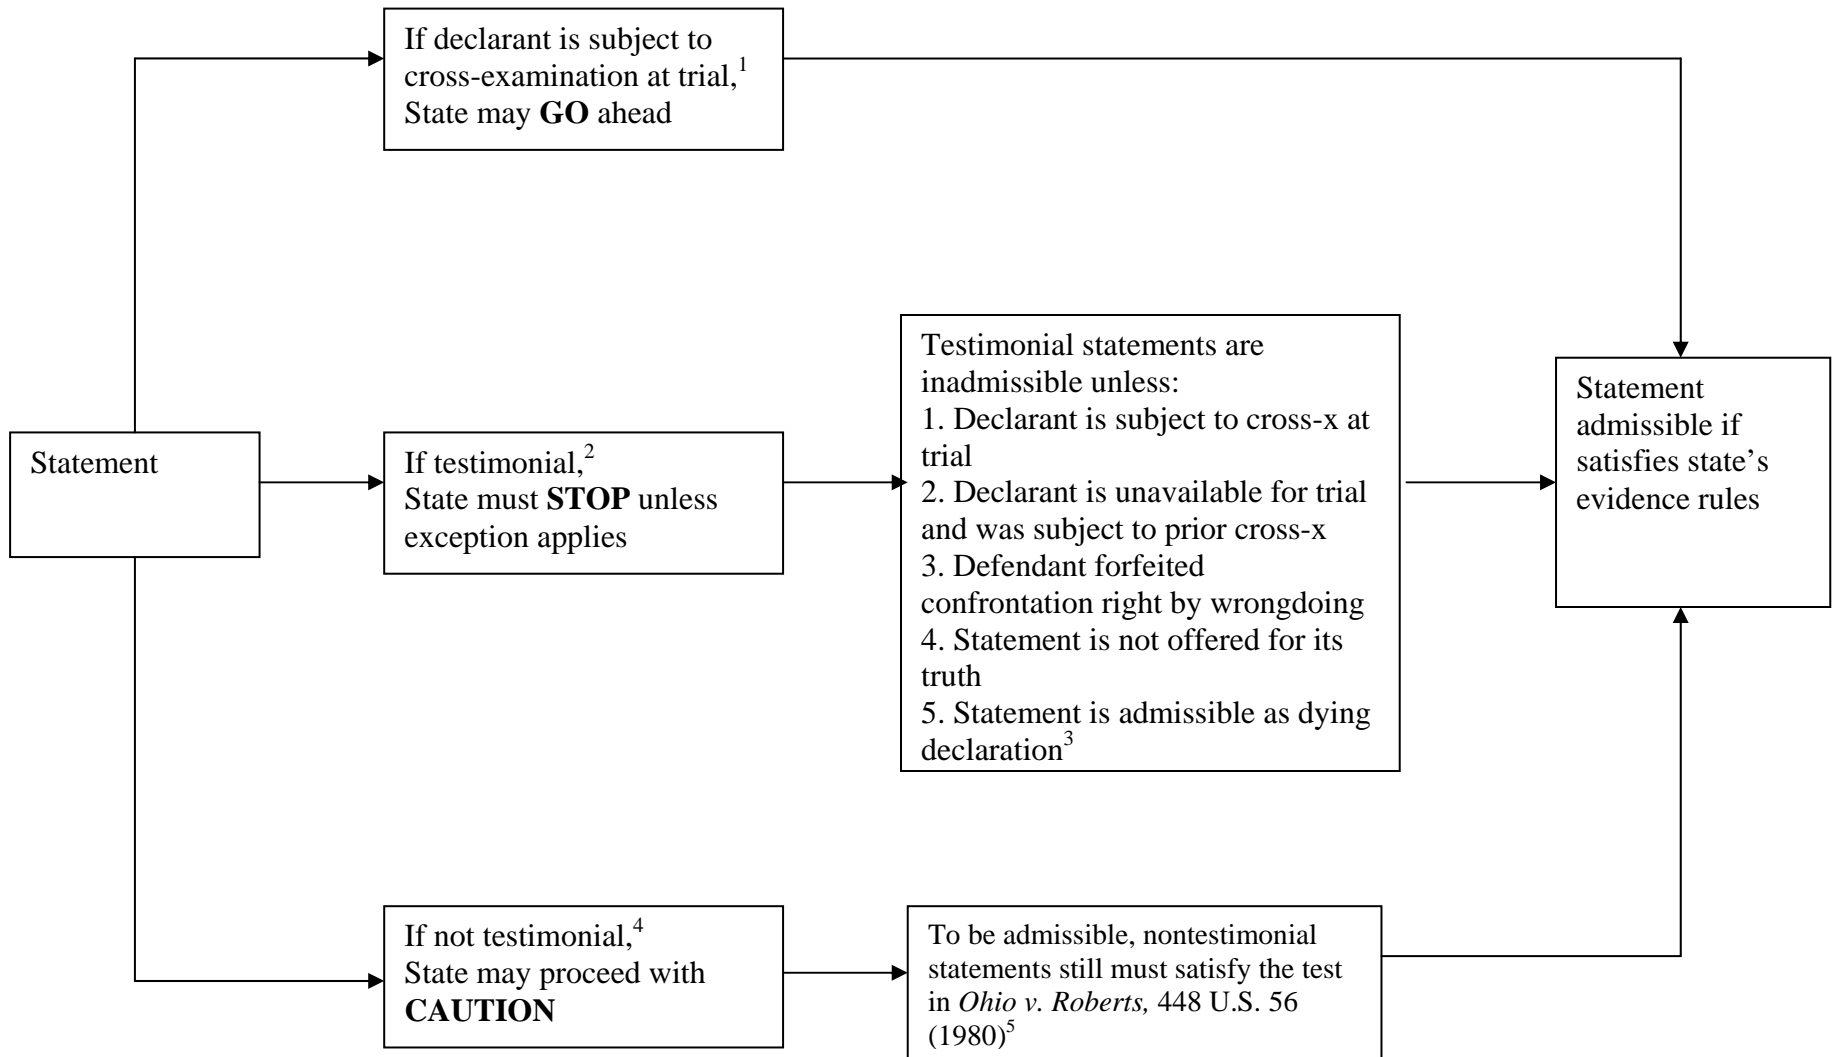 If declarant is subject to
cross-examination at trial,1
State may GO ahead
Statement
If testimonial,2
State must STOP unless
exception applies
Testimonial statements are
inadmissible unless:
1. Declarant is subject to cross-x at
trial
2. Declarant is unavailable for trial
and was subject to prior cross-x
3. Defendant forfeited
confrontation right by wrongdoing
4. Statement is not offered for its
truth
5. Statement is admissible as dying
declaration3
Statement
admissible if
satisfies state’s
evidence rules
If not testimonial,4
State may proceed with
CAUTION
To be admissible, nontestimonial
statements still must satisfy the test
in Ohio v. Roberts, 448 U.S. 56
(1980)5